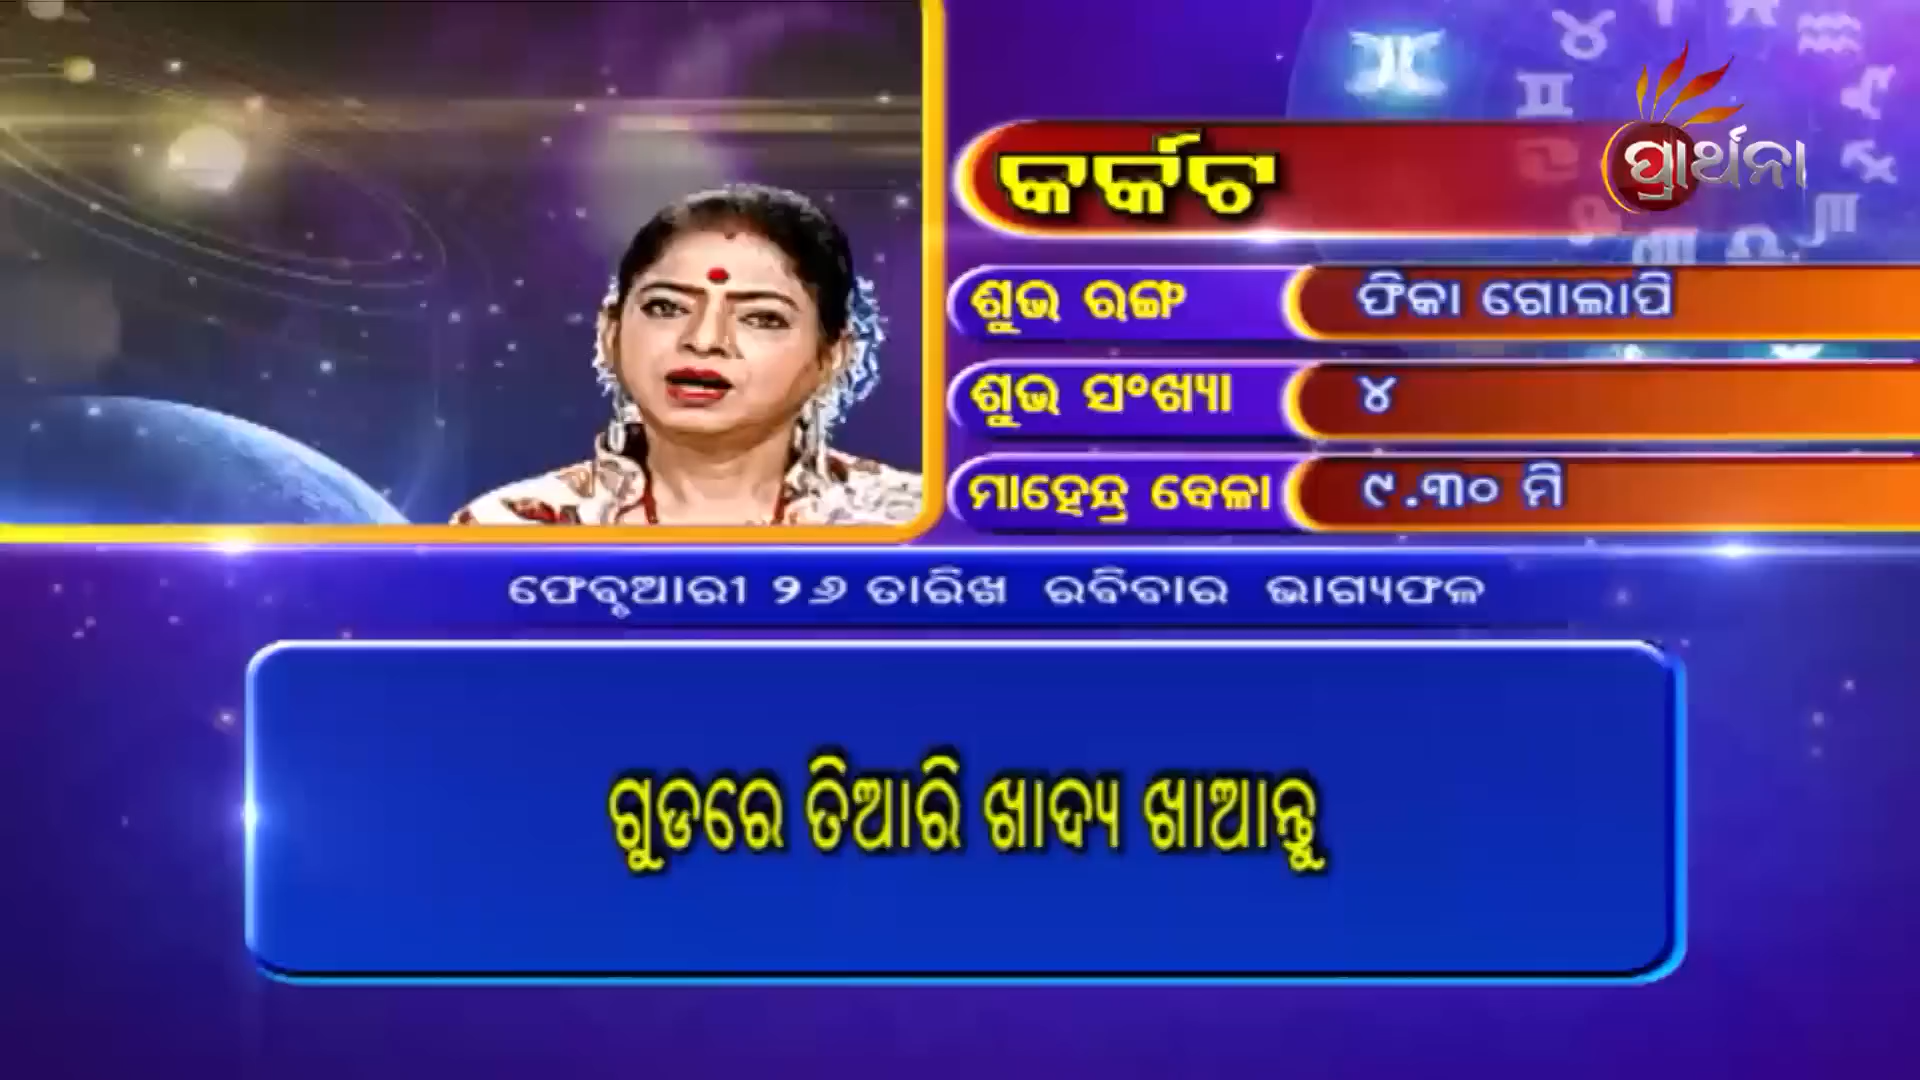 ପ୍ରାର୍ଥନା
କର୍କଟ
ଶୁଭ ରଙ୍ଗ ଫିକା ଗୋଲାପି
ଶୁଭ ସଂଖ୍ୟା ୪
ମାହେନ୍ଦ୍ର ବେଳା ୯.୩୦ ମି
ଫେବୃଆରୀ ୨୬ ତାରିଖ ରବିବାର ଭାଗ୍ୟଫଳ
ଗୁଡରେ ତିଆରି ଖାଦ୍ୟ ଖାଆନ୍ତୁ